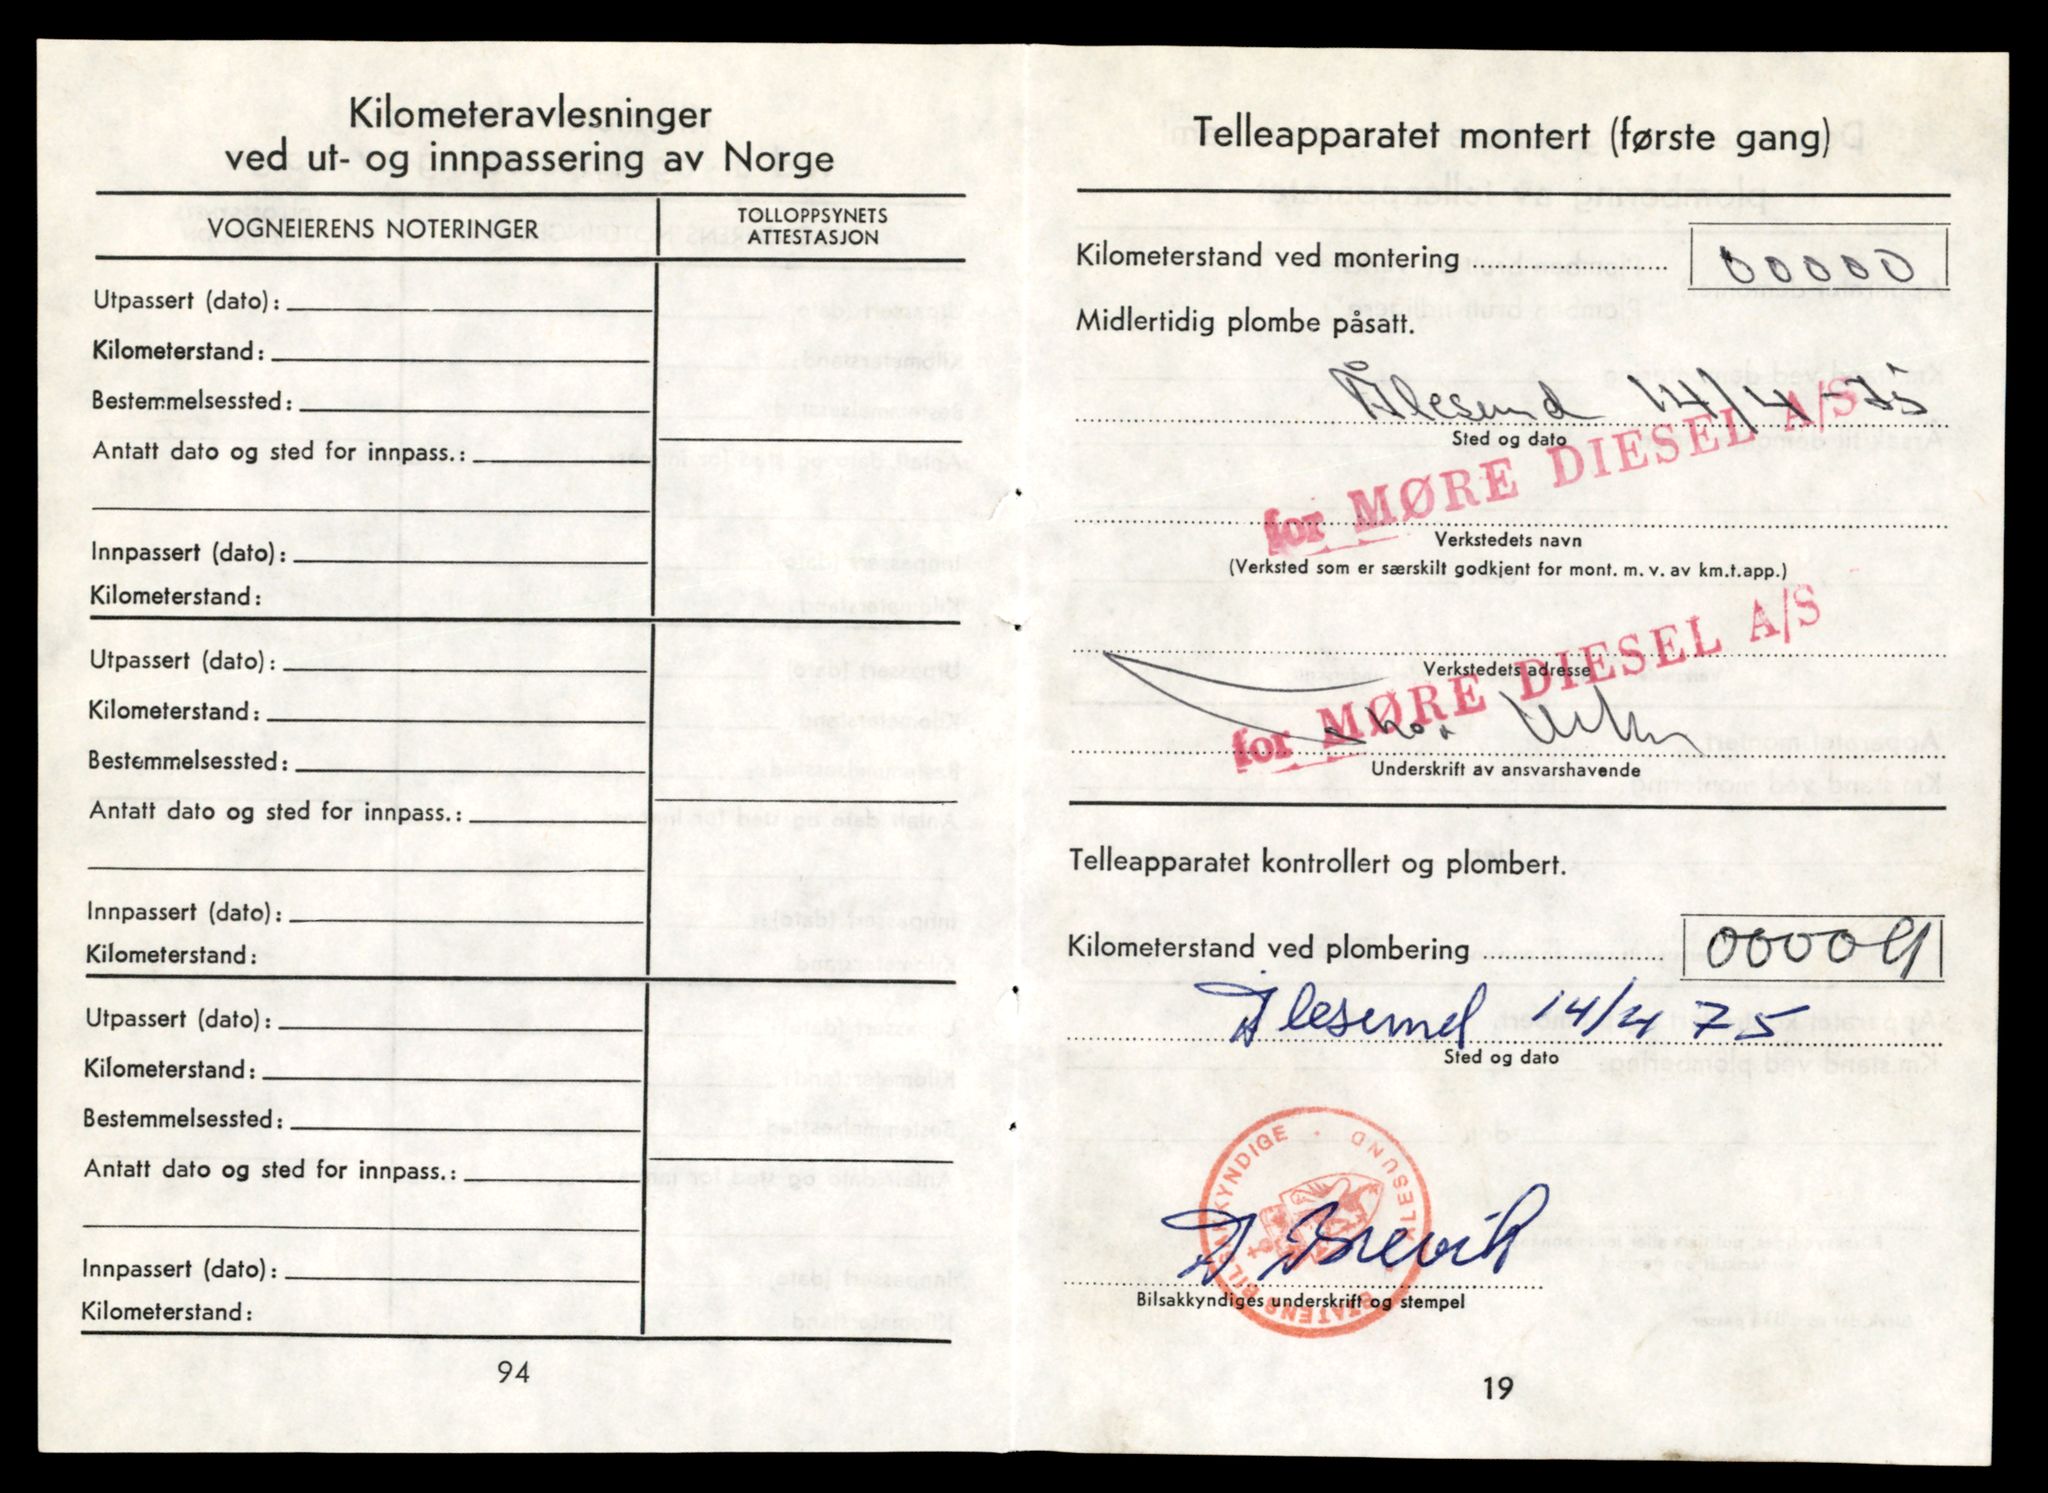 Kilometeravlesninger
ved ut- og innpassering av Norge
VOGNEIERENS NOTERINGER
TOLLOPPSYNETS
ATTESTASJON
Utpassert (dato):
Kilometerstand:
Bestemmelsessted:
Antatt dato og sted for innpass.:
Innpassert (dato):
Kilometerstand:
Utpassert (dato):
Kilometerstand:
Bestemmelsessted:
Antatt dato og sted for innpass.:
Innpassert (dato):
Kilometerstand:
Utpassert (dato):
Kilometerstand:
Bestemmelsessted:
Antatt dato og sted for innpass.:
Innpassert (dato):
Kilometerstand:
94
Telleapparatet montert (første gang)
Kilometerstand ved montering 00000
Midlertidig plombe påsatt.
Ålesund 14/4-75
Sted og dato
for MØRE DIESEL A/S
Verkstedets navn
(Verksted som er særskilt godkjent for mont. m. v. av km.t.app.)
Verkstedets adresse
for MØRE DIESEL A/S
Underskrift av ansvarshavende
Telleapparatet kontrollert og plombert.
Kilometerstand ved plombering 00004
Ålesund 14/4 75
Sted og dato
STATENS BILSAKKYNDIGE · ÅLESUND
A Brevik
Bilsakkyndiges underskrift og stempel
19